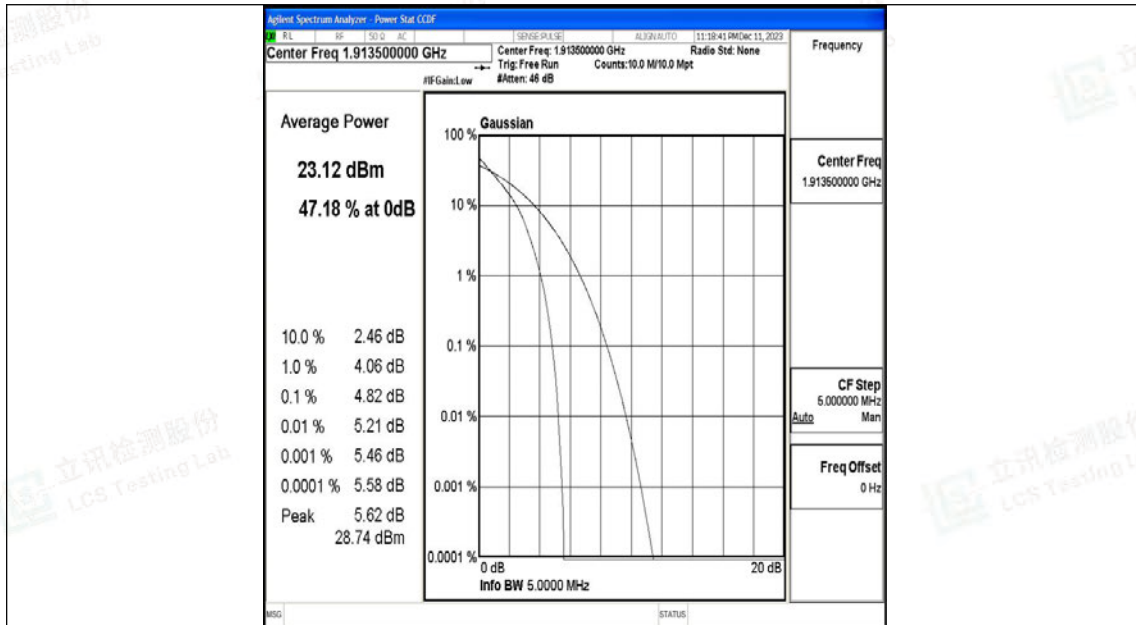 Agilent Spectrum Analyzer - Power Stat CCDF
RL RF 50 Ω AC SENSE:PULSE ALIGNAUTO 11:18:41 PM Dec 11, 2023
Center Freq 1.913500000 GHz
Center Freq: 1.913500000 GHz Radio Std: None
Trig: Free Run Counts:10.0 M/10.0 Mpt
#IFGain:Low #Atten: 46 dB
Average Power
23.12 dBm
47.18 % at 0dB
10.0 % 2.46 dB
1.0 % 4.06 dB
0.1 % 4.82 dB
0.01 % 5.21 dB
0.001 % 5.46 dB
0.0001 % 5.58 dB
Peak 5.62 dB
28.74 dBm
Gaussian
100 %
10 %
1 %
0.1 %
0.01 %
0.001 %
0.0001 %
0 dB 20 dB
Info BW 5.0000 MHz
Frequency
Center Freq
1.913500000 GHz
CF Step
5.000000 MHz
Auto Man
Freq Offset
0 Hz
MSG STATUS
立讯检测股份
LCS Testing Lab
立讯检测股份